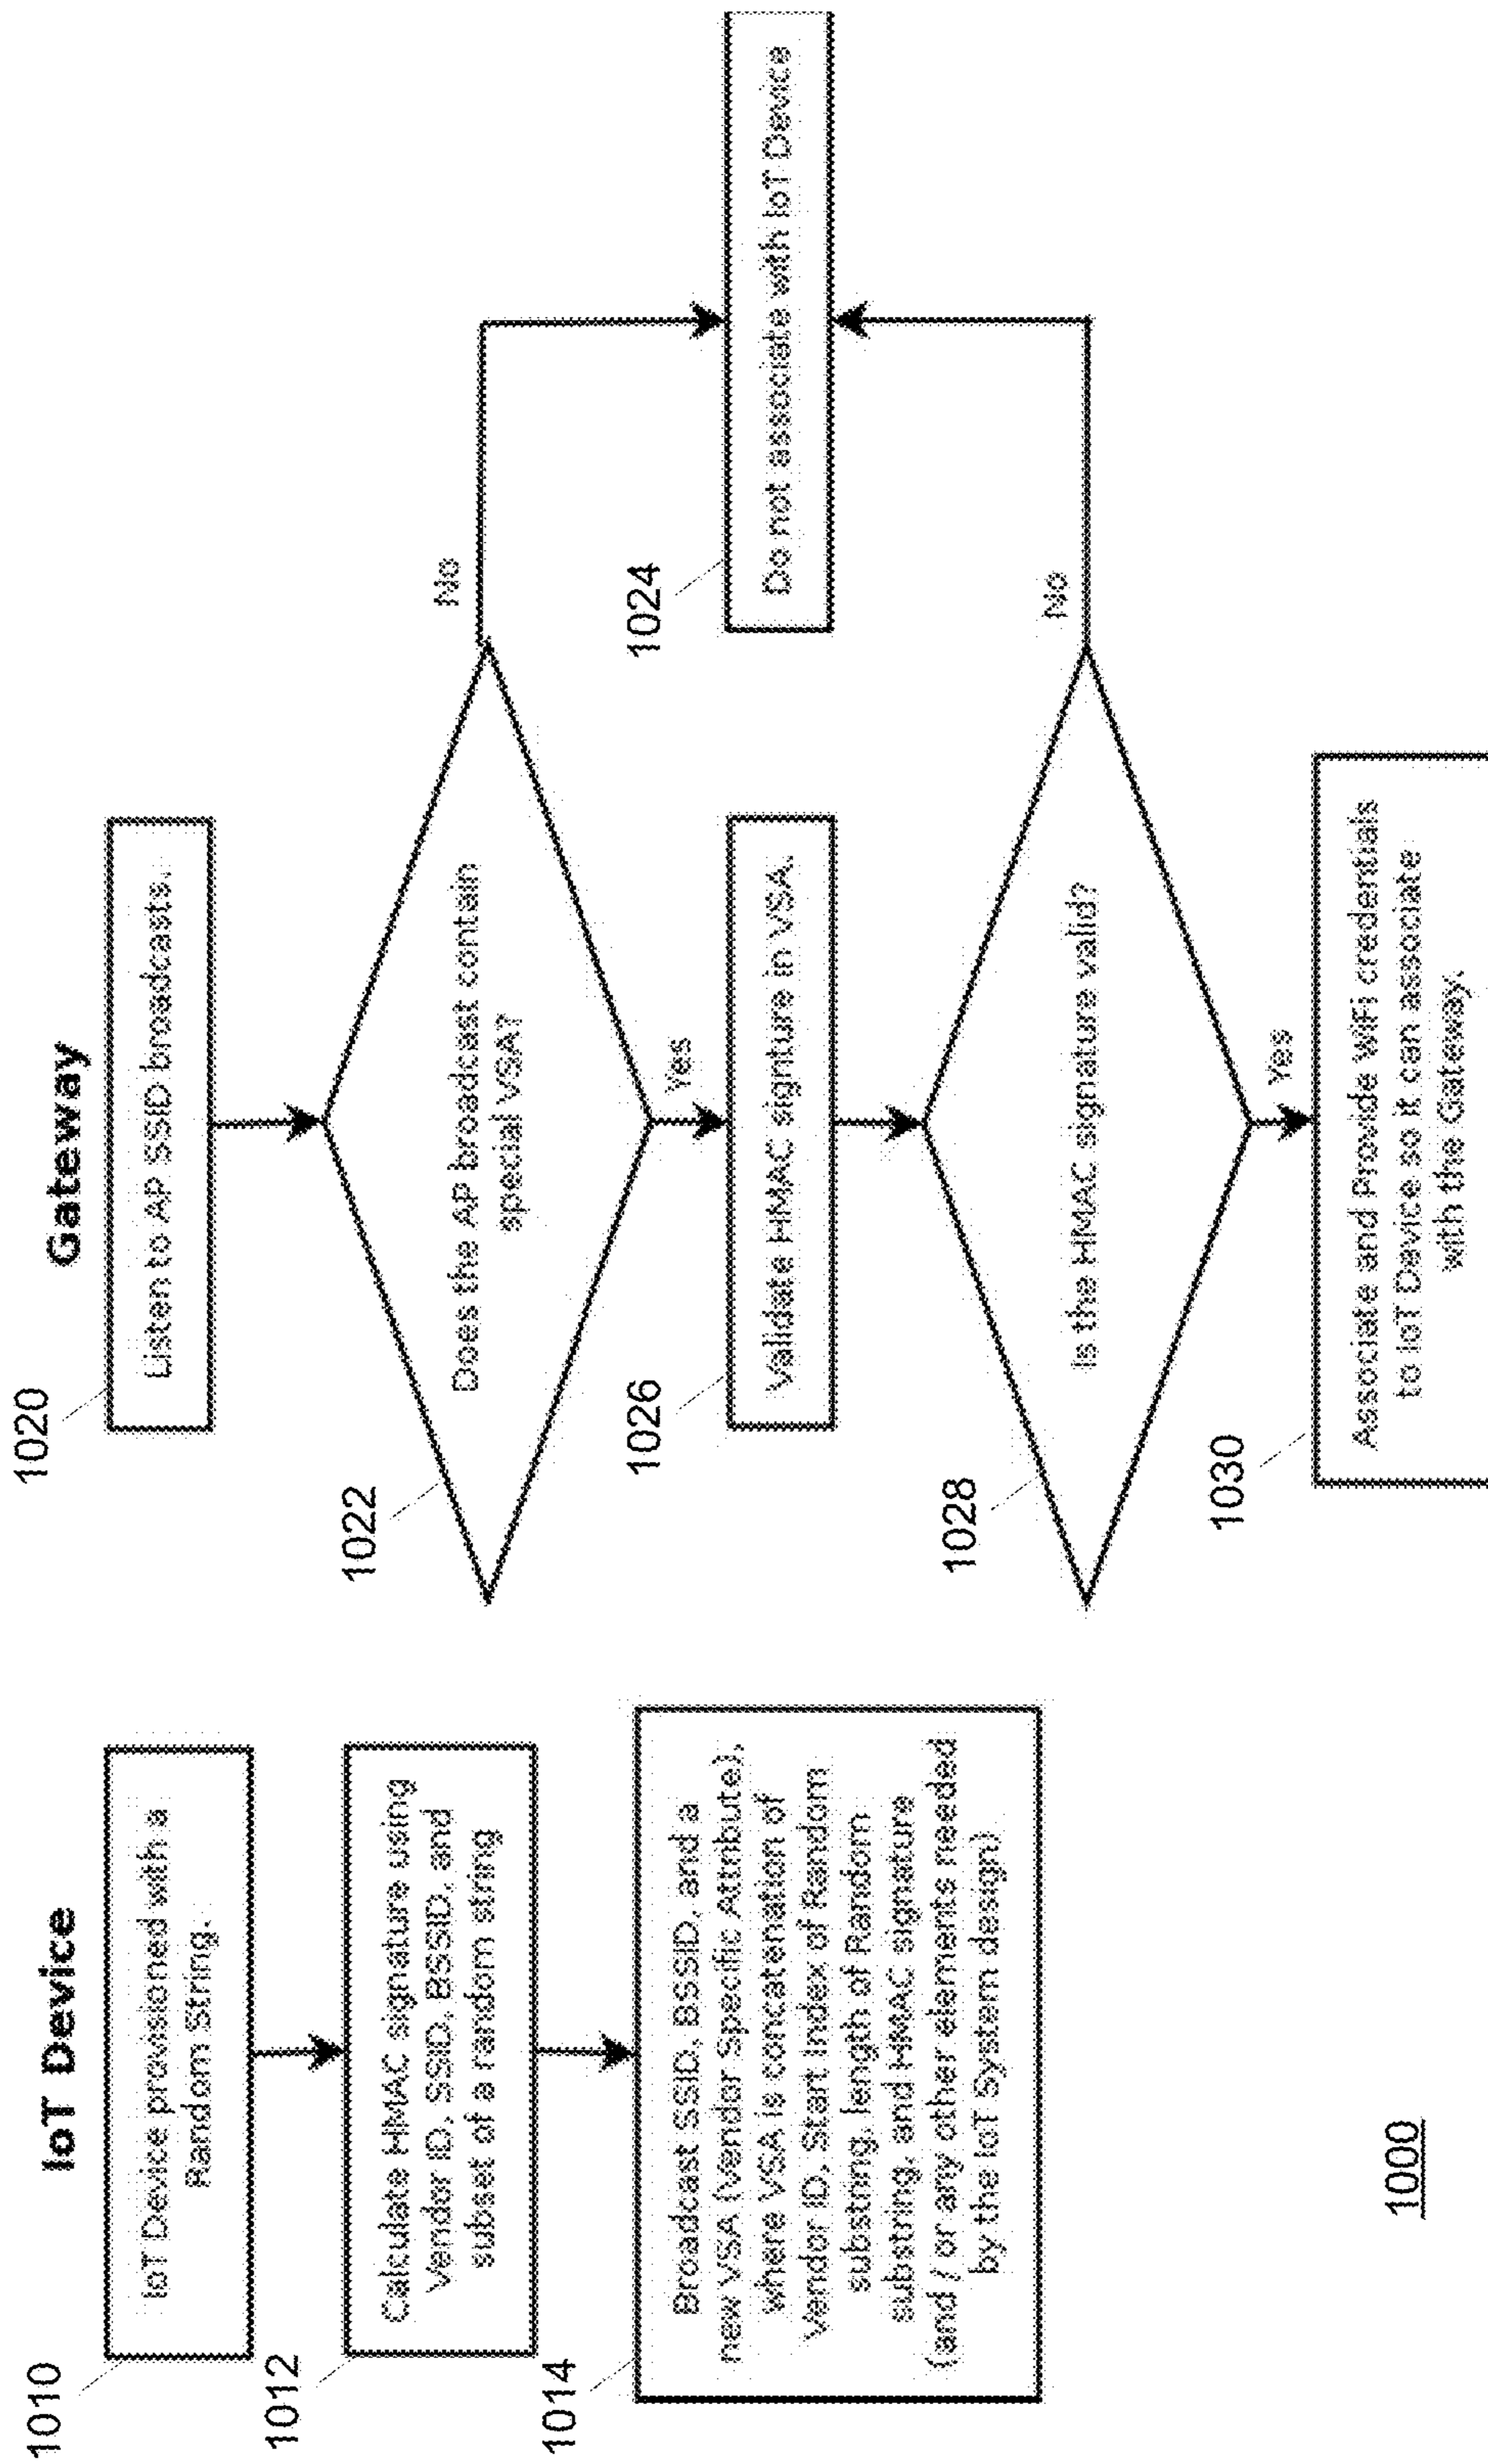 IoT Device
1010
IoT Device provisioned with a
Random String.
1012
Calculate HMAC signature using
Vendor ID, SSID, BSSID, and
subset of a random string
1014
Broadcast SSID, BSSID, and a
new VSA (Vendor Specific Attribute),
where VSA is concatenation of
Vendor ID, Start Index of Random
substring, length of Random
substring, and HMAC signature
(and / or any other elements needed
by the IoT System design)
1000
Gateway
1020
Listen to AP SSID broadcasts.
1022
Does the AP broadcast contain
special VSA?
No
Yes
1024
Do not associate with IoT Device
1026
Validate HMAC signture in VSA.
1028
Is the HMAC signature valid?
No
Yes
1030
Associate and Provide WiFi credentials
to IoT Device so it can associate
with the Gateway.